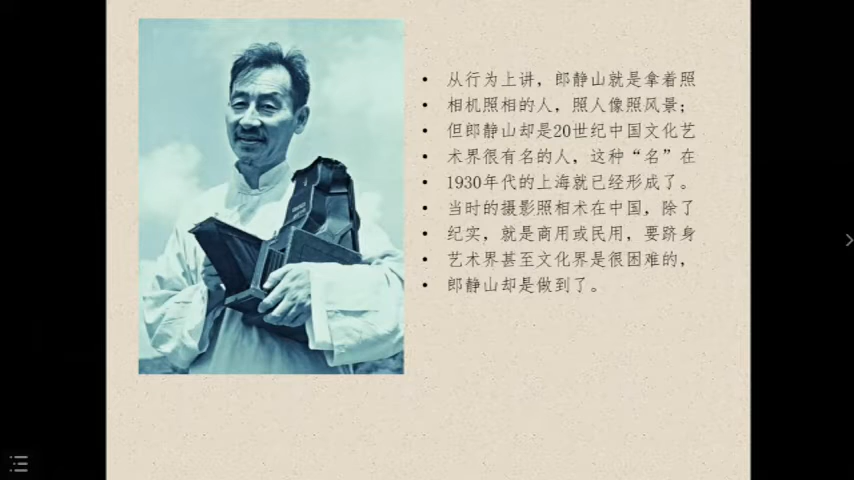 从行为上讲，郎静山就是拿着照
相机照相的人，照人像照风景；
但郎静山却是20世纪中国文化艺
术界很有名的人，这种“名”在
1930年代的上海就已经形成了。
当时的摄影照相术在中国，除了
纪实，就是商用或民用，要跻身
艺术界甚至文化界是很困难的，
郎静山却是做到了。